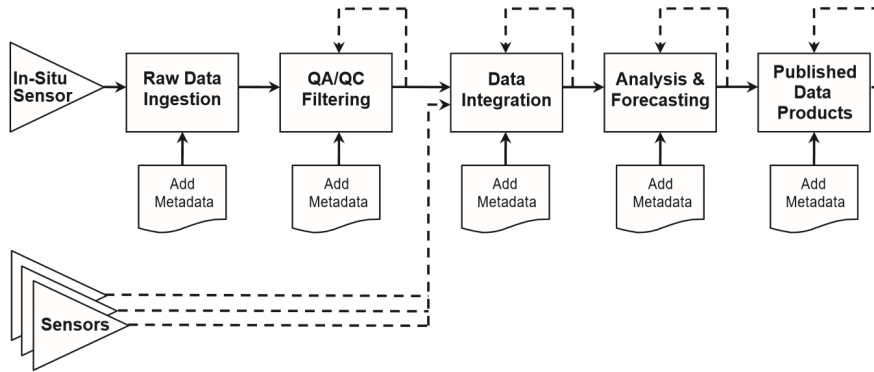 In-Situ
Sensor
Raw Data
Ingestion
QA/QC
Filtering
Data
Integration
Analysis &
Forecasting
Published
Data
Products
Add
Metadata
Add
Metadata
Add
Metadata
Add
Metadata
Add
Metadata
Sensors